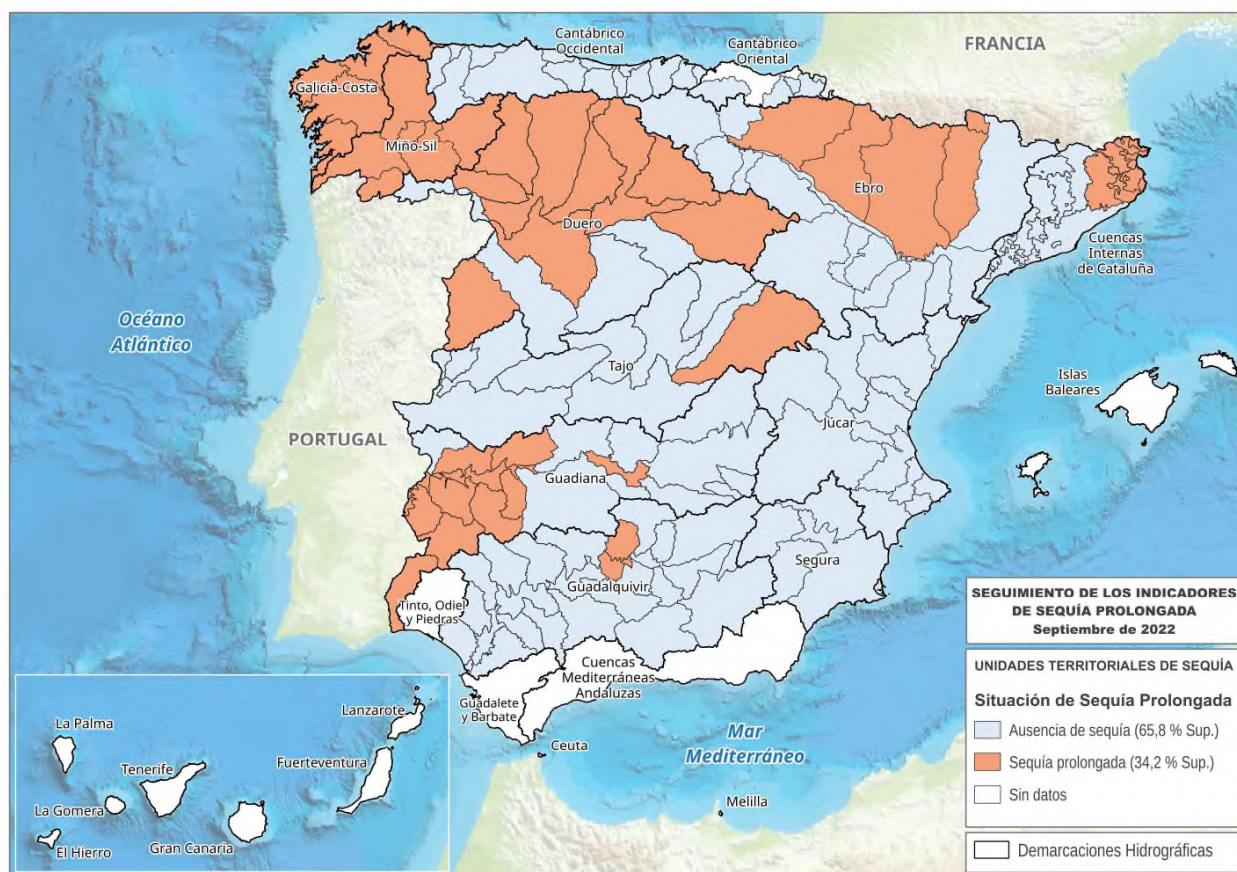 Cantábrico
Occidental
Cantábrico
Oriental
FRANCIA
Galicia-Costa
Miño-Sil
Ebro
Duero
Cuencas
Internas
de Cataluña
Océano
Atlántico
Tajo
Islas
Baleares
PORTUGAL
Júcar
Guadiana
Segura
Guadalquivir
Tinto, Odiel
y Piedras
Cuencas
Mediterráneas
Andaluzas
Guadalete
y Barbate
Ceuta
Mar
Mediterráneo
Melilla
La Palma
Lanzarote
Tenerife
Fuerteventura
La Gomera
El Hierro
Gran Canaria
SEGUIMIENTO DE LOS INDICADORES
DE SEQUÍA PROLONGADA
Septiembre de 2022
UNIDADES TERRITORIALES DE SEQUÍA
Situación de Sequía Prolongada
Ausencia de sequía (65,8 % Sup.)
Sequía prolongada (34,2 % Sup.)
Sin datos
Demarcaciones Hidrográficas